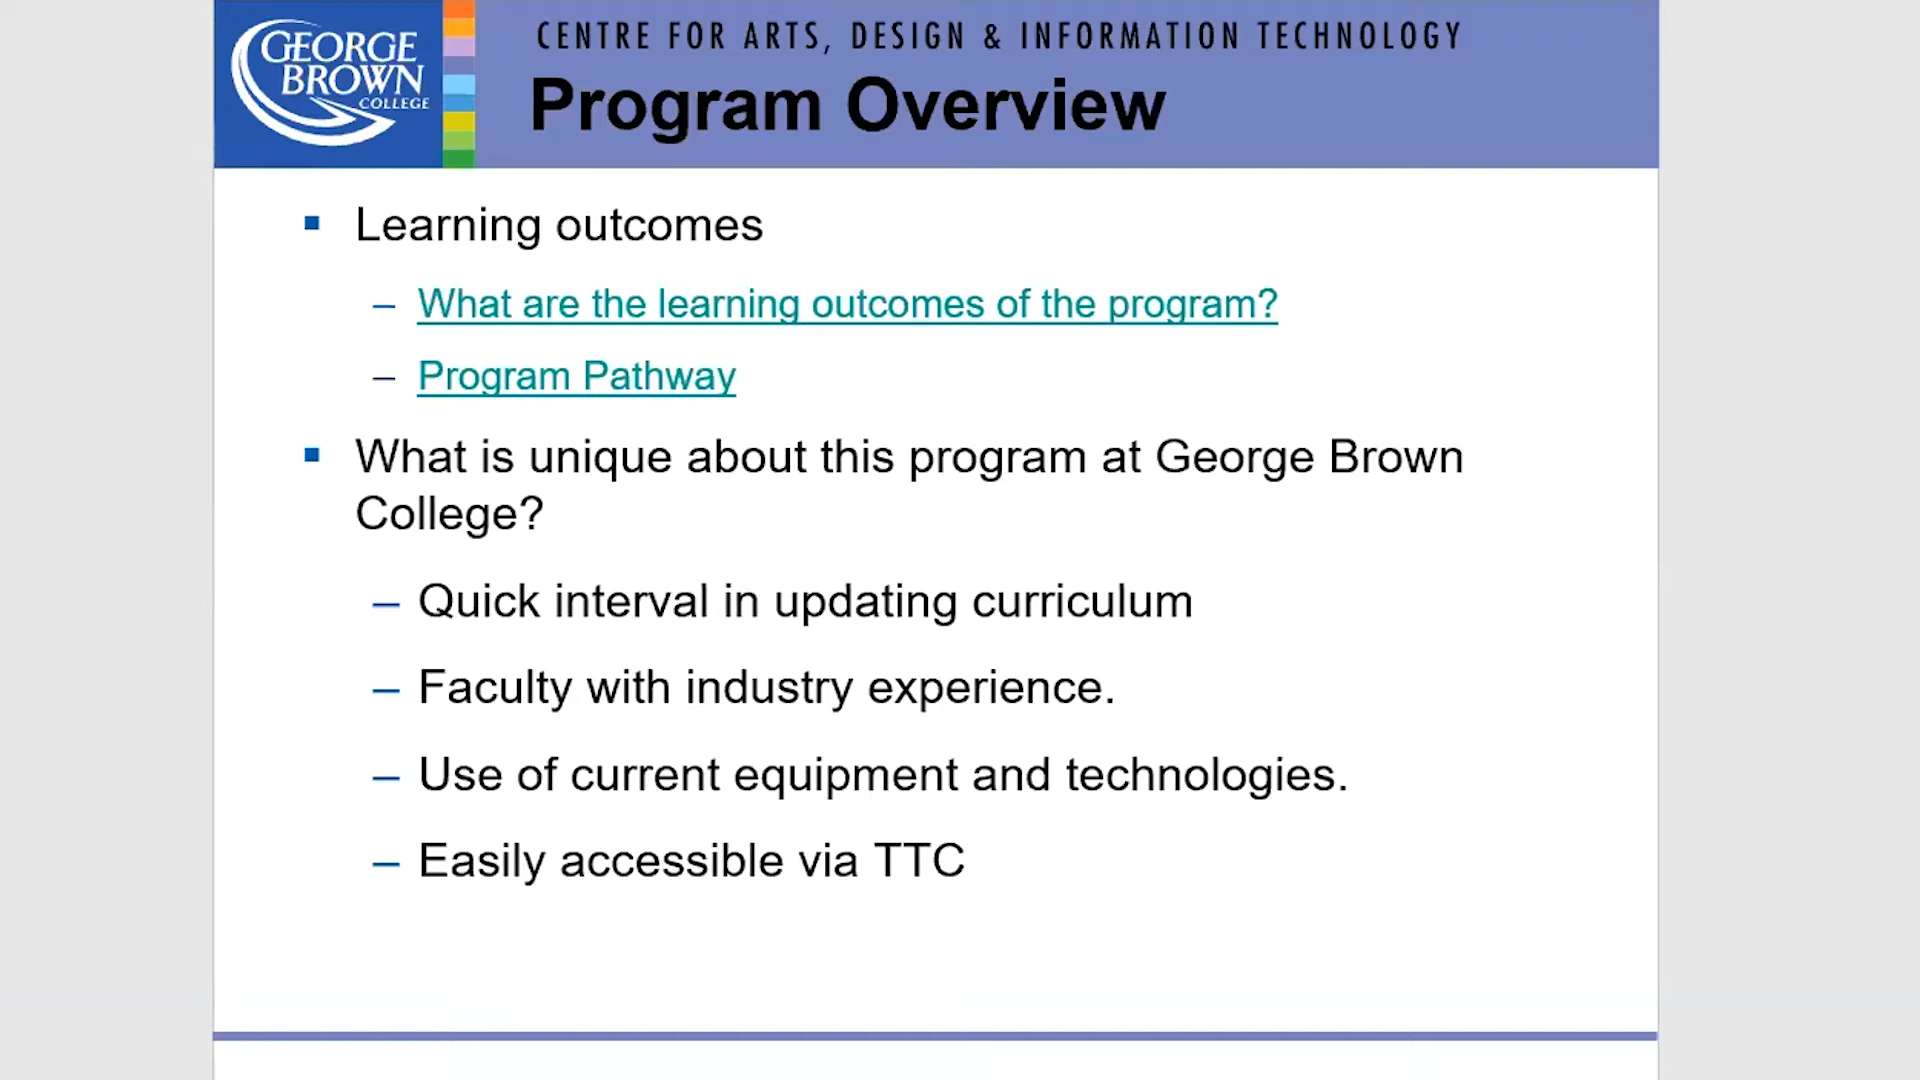 GEORGE
BROWN
COLLEGE
CENTRE FOR ARTS, DESIGN & INFORMATION TECHNOLOGY
Program Overview
▪ Learning outcomes
– What are the learning outcomes of the program?
– Program Pathway
▪ What is unique about this program at George Brown
College?
– Quick interval in updating curriculum
– Faculty with industry experience.
– Use of current equipment and technologies.
– Easily accessible via TTC